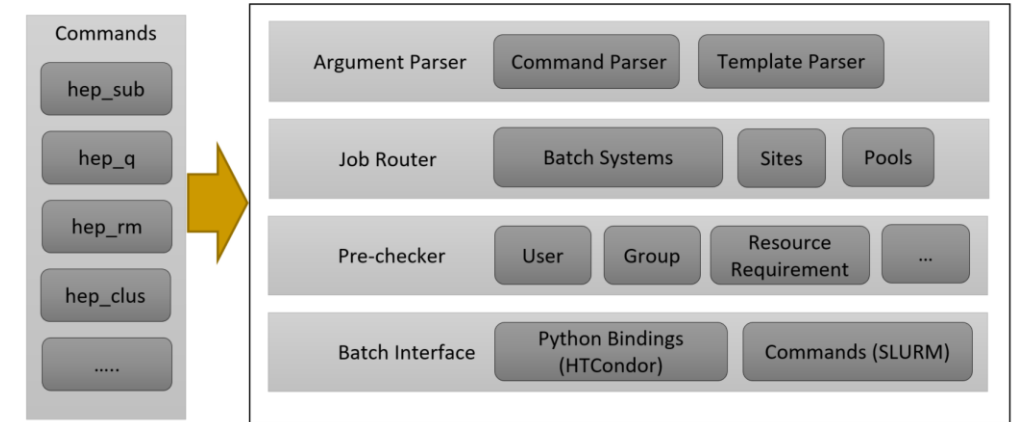 Commands
hep_sub
hep_q
hep_rm
hep_clus
.....
Argument Parser
Command Parser
Template Parser
Job Router
Batch Systems
Sites
Pools
Pre-checker
User
Group
Resource
Requirement
...
Batch Interface
Python Bindings
(HTCondor)
Commands (SLURM)